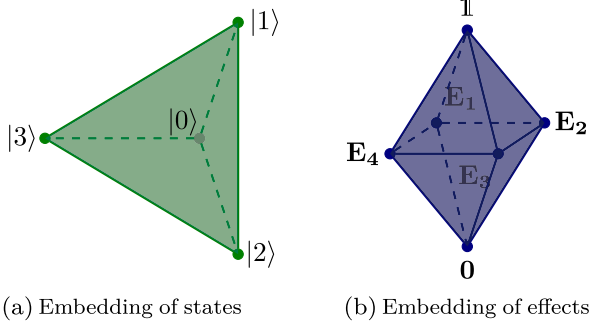 |1⟩
|0⟩
|3⟩
|2⟩
(a) Embedding of states
𝟙
E₁
E₂
E₄
E₃
0
(b) Embedding of effects